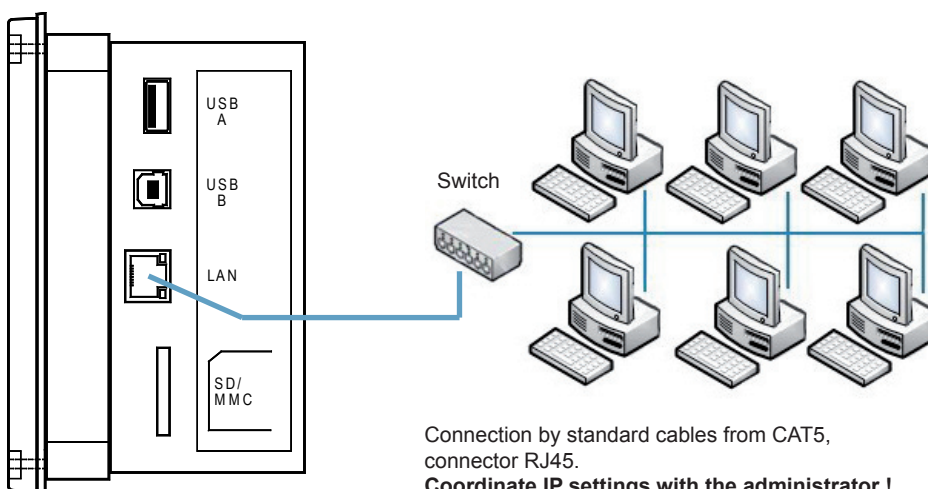 USB
A
USB
B
LAN
SD/
MMC
Switch
Connection by standard cables from CAT5,
connector RJ45.
Coordinate IP settings with the administrator !